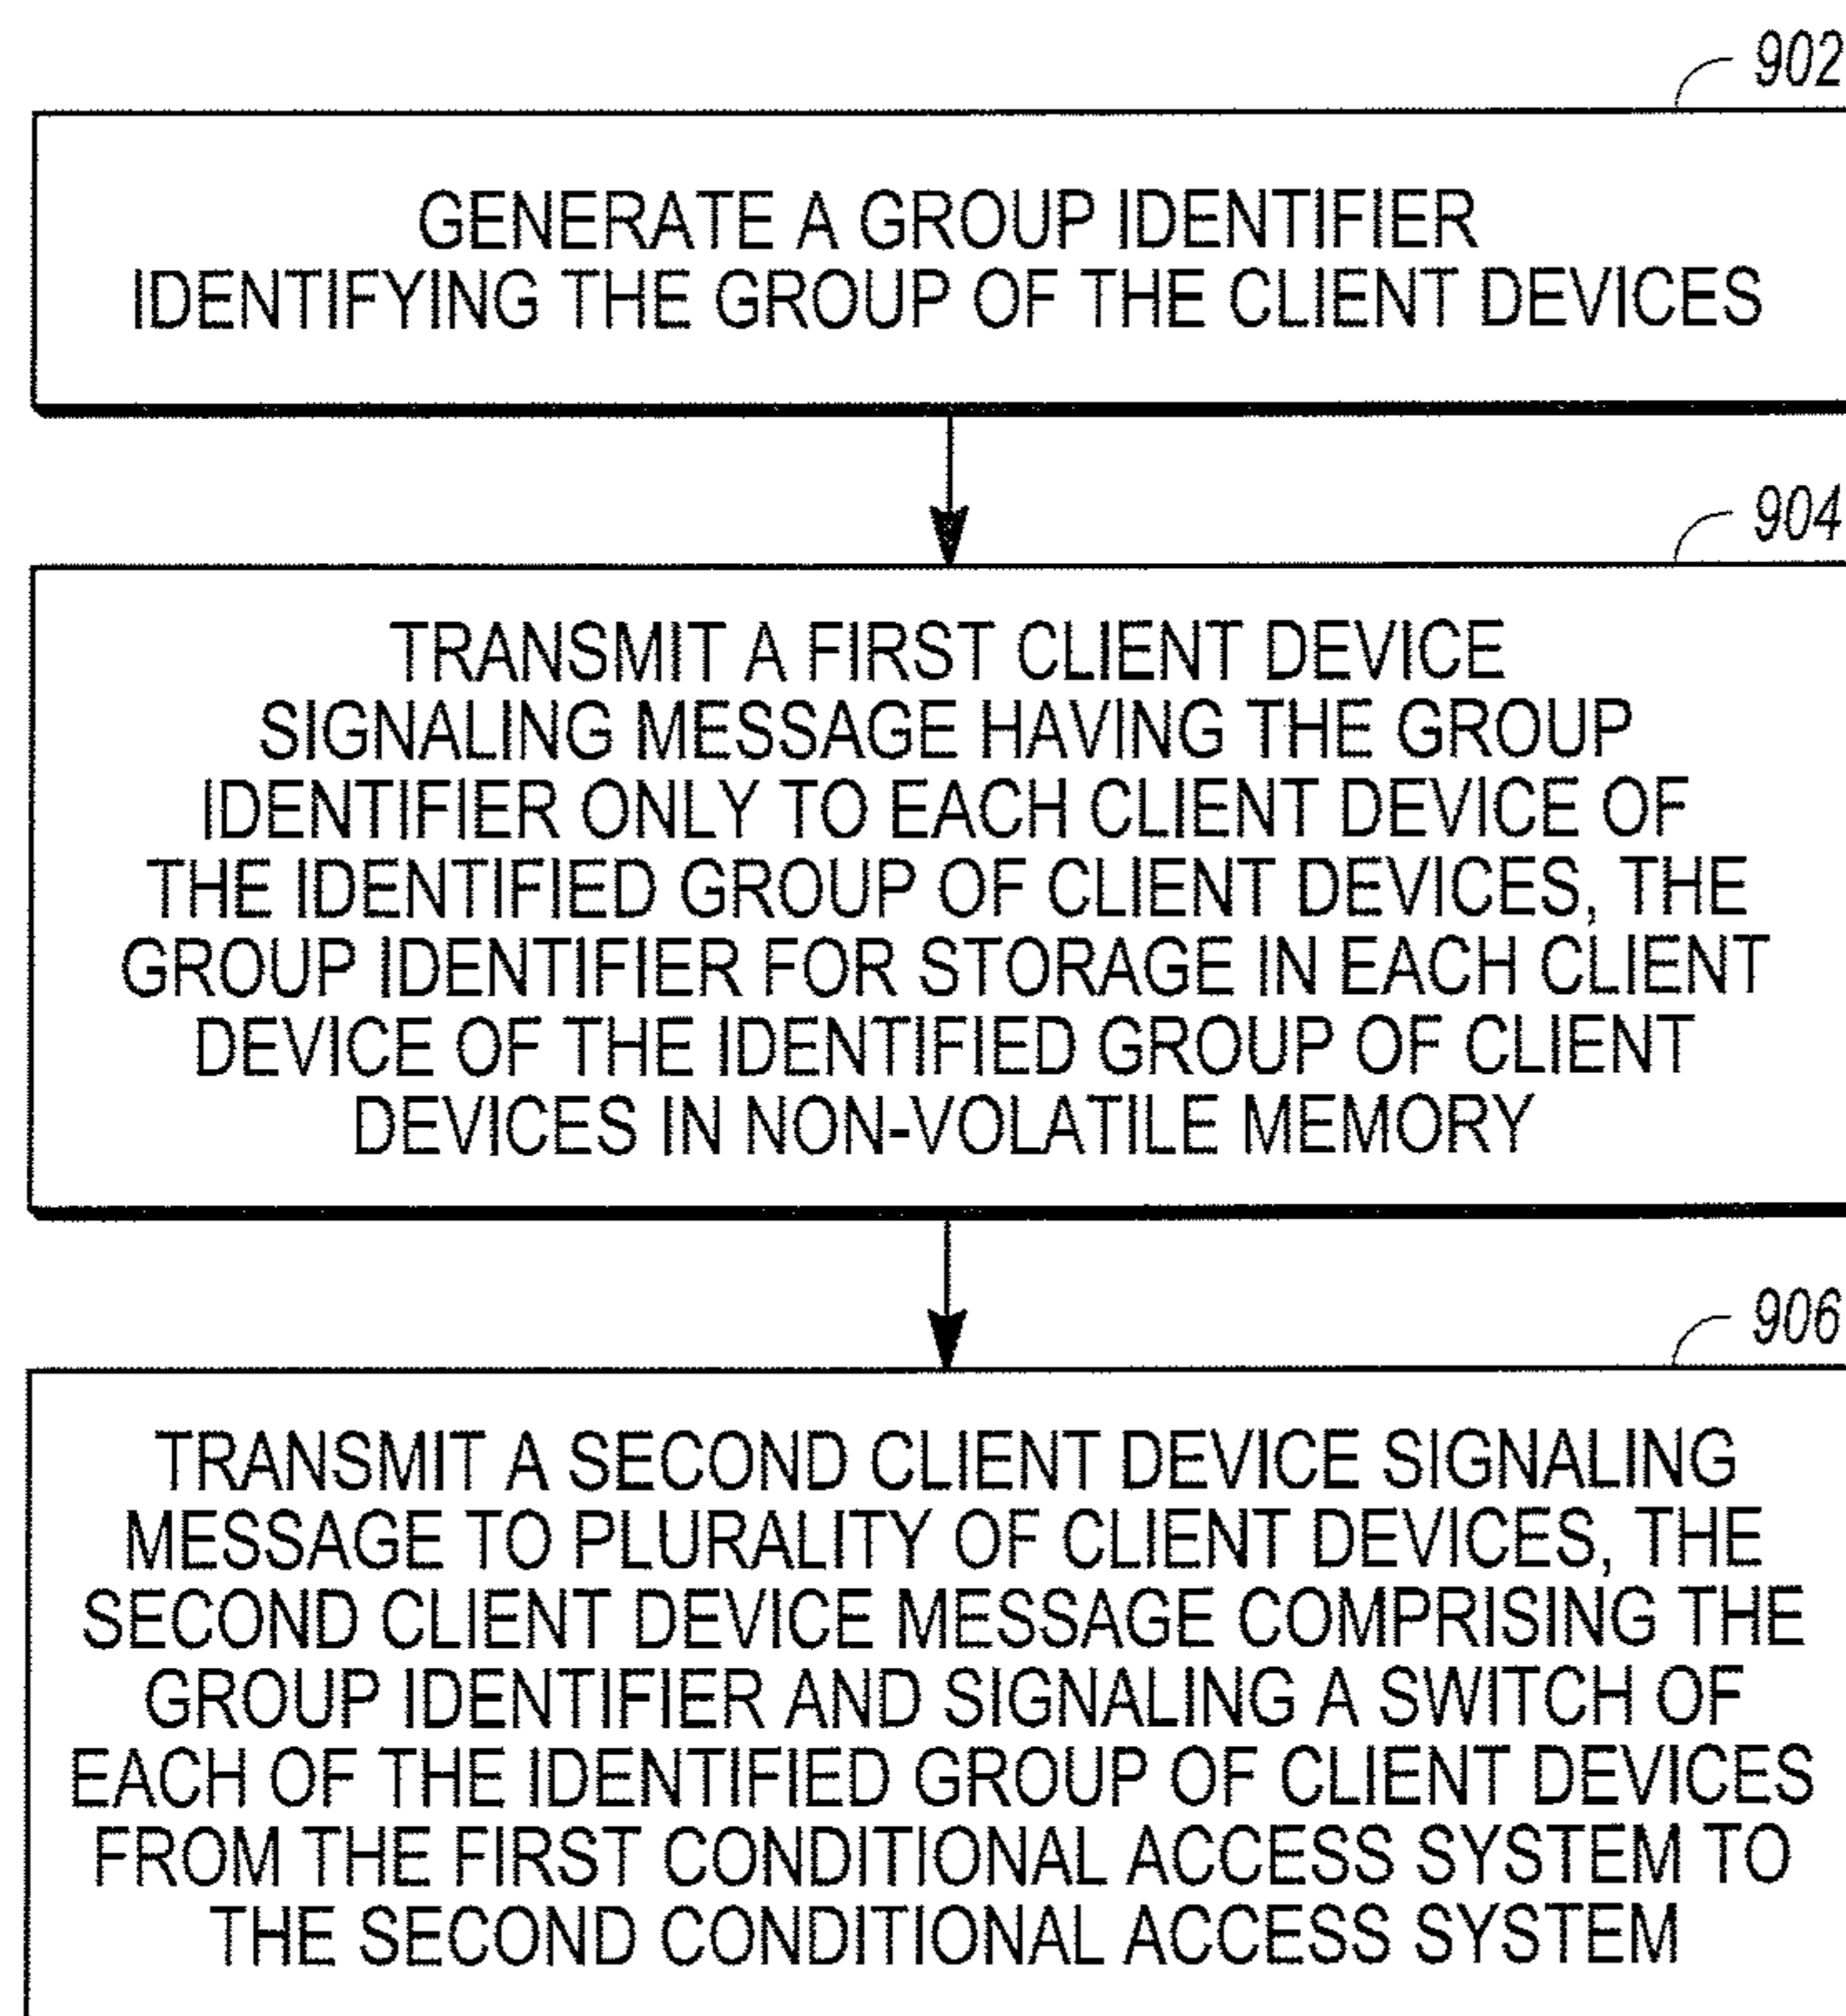 902
GENERATE A GROUP IDENTIFIER
IDENTIFYING THE GROUP OF THE CLIENT DEVICES
904
TRANSMIT A FIRST CLIENT DEVICE
SIGNALING MESSAGE HAVING THE GROUP
IDENTIFIER ONLY TO EACH CLIENT DEVICE OF
THE IDENTIFIED GROUP OF CLIENT DEVICES, THE
GROUP IDENTIFIER FOR STORAGE IN EACH CLIENT
DEVICE OF THE IDENTIFIED GROUP OF CLIENT
DEVICES IN NON-VOLATILE MEMORY
906
TRANSMIT A SECOND CLIENT DEVICE SIGNALING
MESSAGE TO PLURALITY OF CLIENT DEVICES, THE
SECOND CLIENT DEVICE MESSAGE COMPRISING THE
GROUP IDENTIFIER AND SIGNALING A SWITCH OF
EACH OF THE IDENTIFIED GROUP OF CLIENT DEVICES
FROM THE FIRST CONDITIONAL ACCESS SYSTEM TO
THE SECOND CONDITIONAL ACCESS SYSTEM